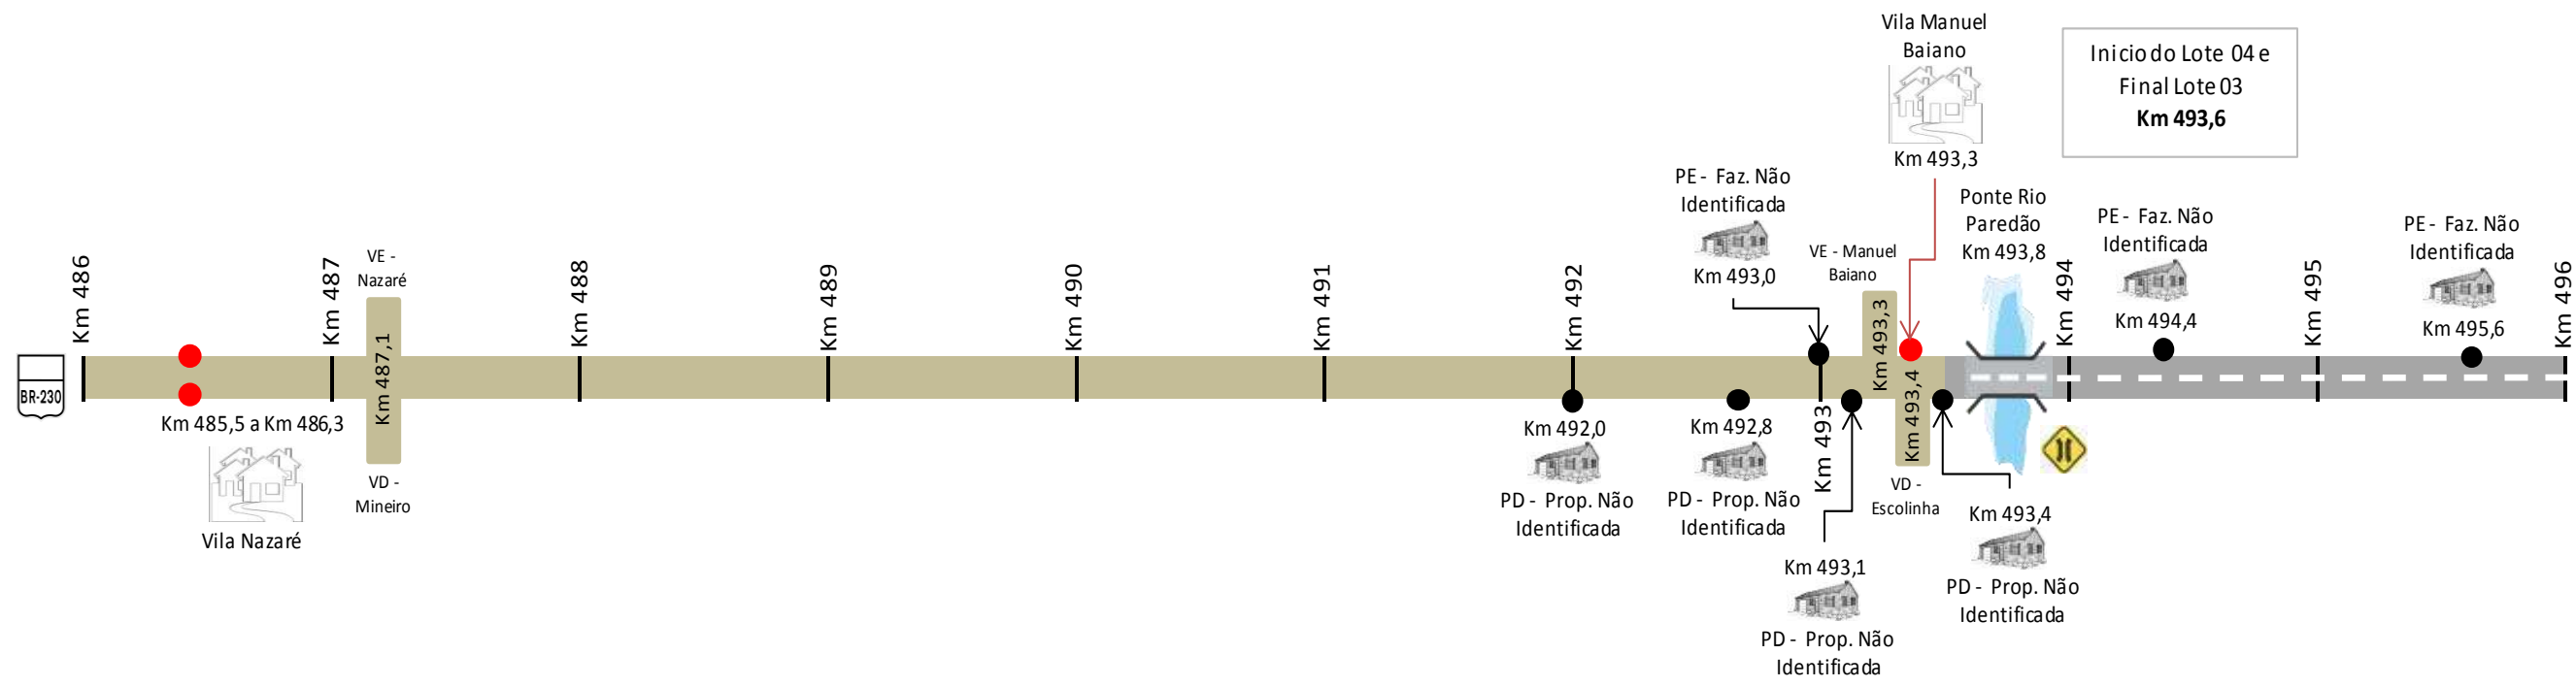 Vila Manuel
Baiano
Km 493,3
Inicio do Lote 04 e
Final Lote 03
Km 493,6
PE - Faz. Não
Identificada
Km 493,0
Ponte Rio
Paredão
Km 493,8
PE - Faz. Não
Identificada
Km 494,4
PE - Faz. Não
Identificada
Km 495,6
VE -
Nazaré
VE - Manuel
Baiano
Km 486
Km 487
Km 488
Km 489
Km 490
Km 491
Km 492
Km 493
Km 494
Km 495
Km 496
BR-230
Km 487,1
Km 493,3
Km 493,4
Km 485,5 a Km 486,3
Vila Nazaré
VD -
Mineiro
Km 492,0
PD - Prop. Não
Identificada
Km 492,8
PD - Prop. Não
Identificada
VD -
Escolinha
Km 493,1
PD - Prop. Não
Identificada
Km 493,4
PD - Prop. Não
Identificada